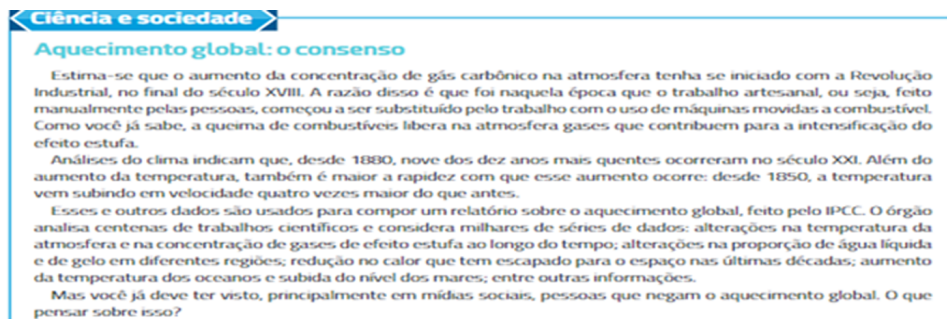 Ciência e sociedade
Aquecimento global: o consenso
Estima-se que o aumento da concentração de gás carbônico na atmosfera tenha se iniciado com a Revolução
Industrial, no final do século XVIII. A razão disso é que foi naquela época que o trabalho artesanal, ou seja, feito
manualmente pelas pessoas, começou a ser substituído pelo trabalho com o uso de máquinas movidas a combustível.
Como você já sabe, a queima de combustíveis libera na atmosfera gases que contribuem para a intensificação do
efeito estufa.
Análises do clima indicam que, desde 1880, nove dos dez anos mais quentes ocorreram no século XXI. Além do
aumento da temperatura, também é maior a rapidez com que esse aumento ocorre: desde 1850, a temperatura
vem subindo em velocidade quatro vezes maior do que antes.
Esses e outros dados são usados para compor um relatório sobre o aquecimento global, feito pelo IPCC. O órgão
analisa centenas de trabalhos científicos e considera milhares de séries de dados: alterações na temperatura da
atmosfera e na concentração de gases de efeito estufa ao longo do tempo; alterações na proporção de água líquida
e de gelo em diferentes regiões; redução no calor que tem escapado para o espaço nas últimas décadas; aumento
da temperatura dos oceanos e subida do nível dos mares; entre outras informações.
Mas você já deve ter visto, principalmente em mídias sociais, pessoas que negam o aquecimento global. O que
pensar sobre isso?